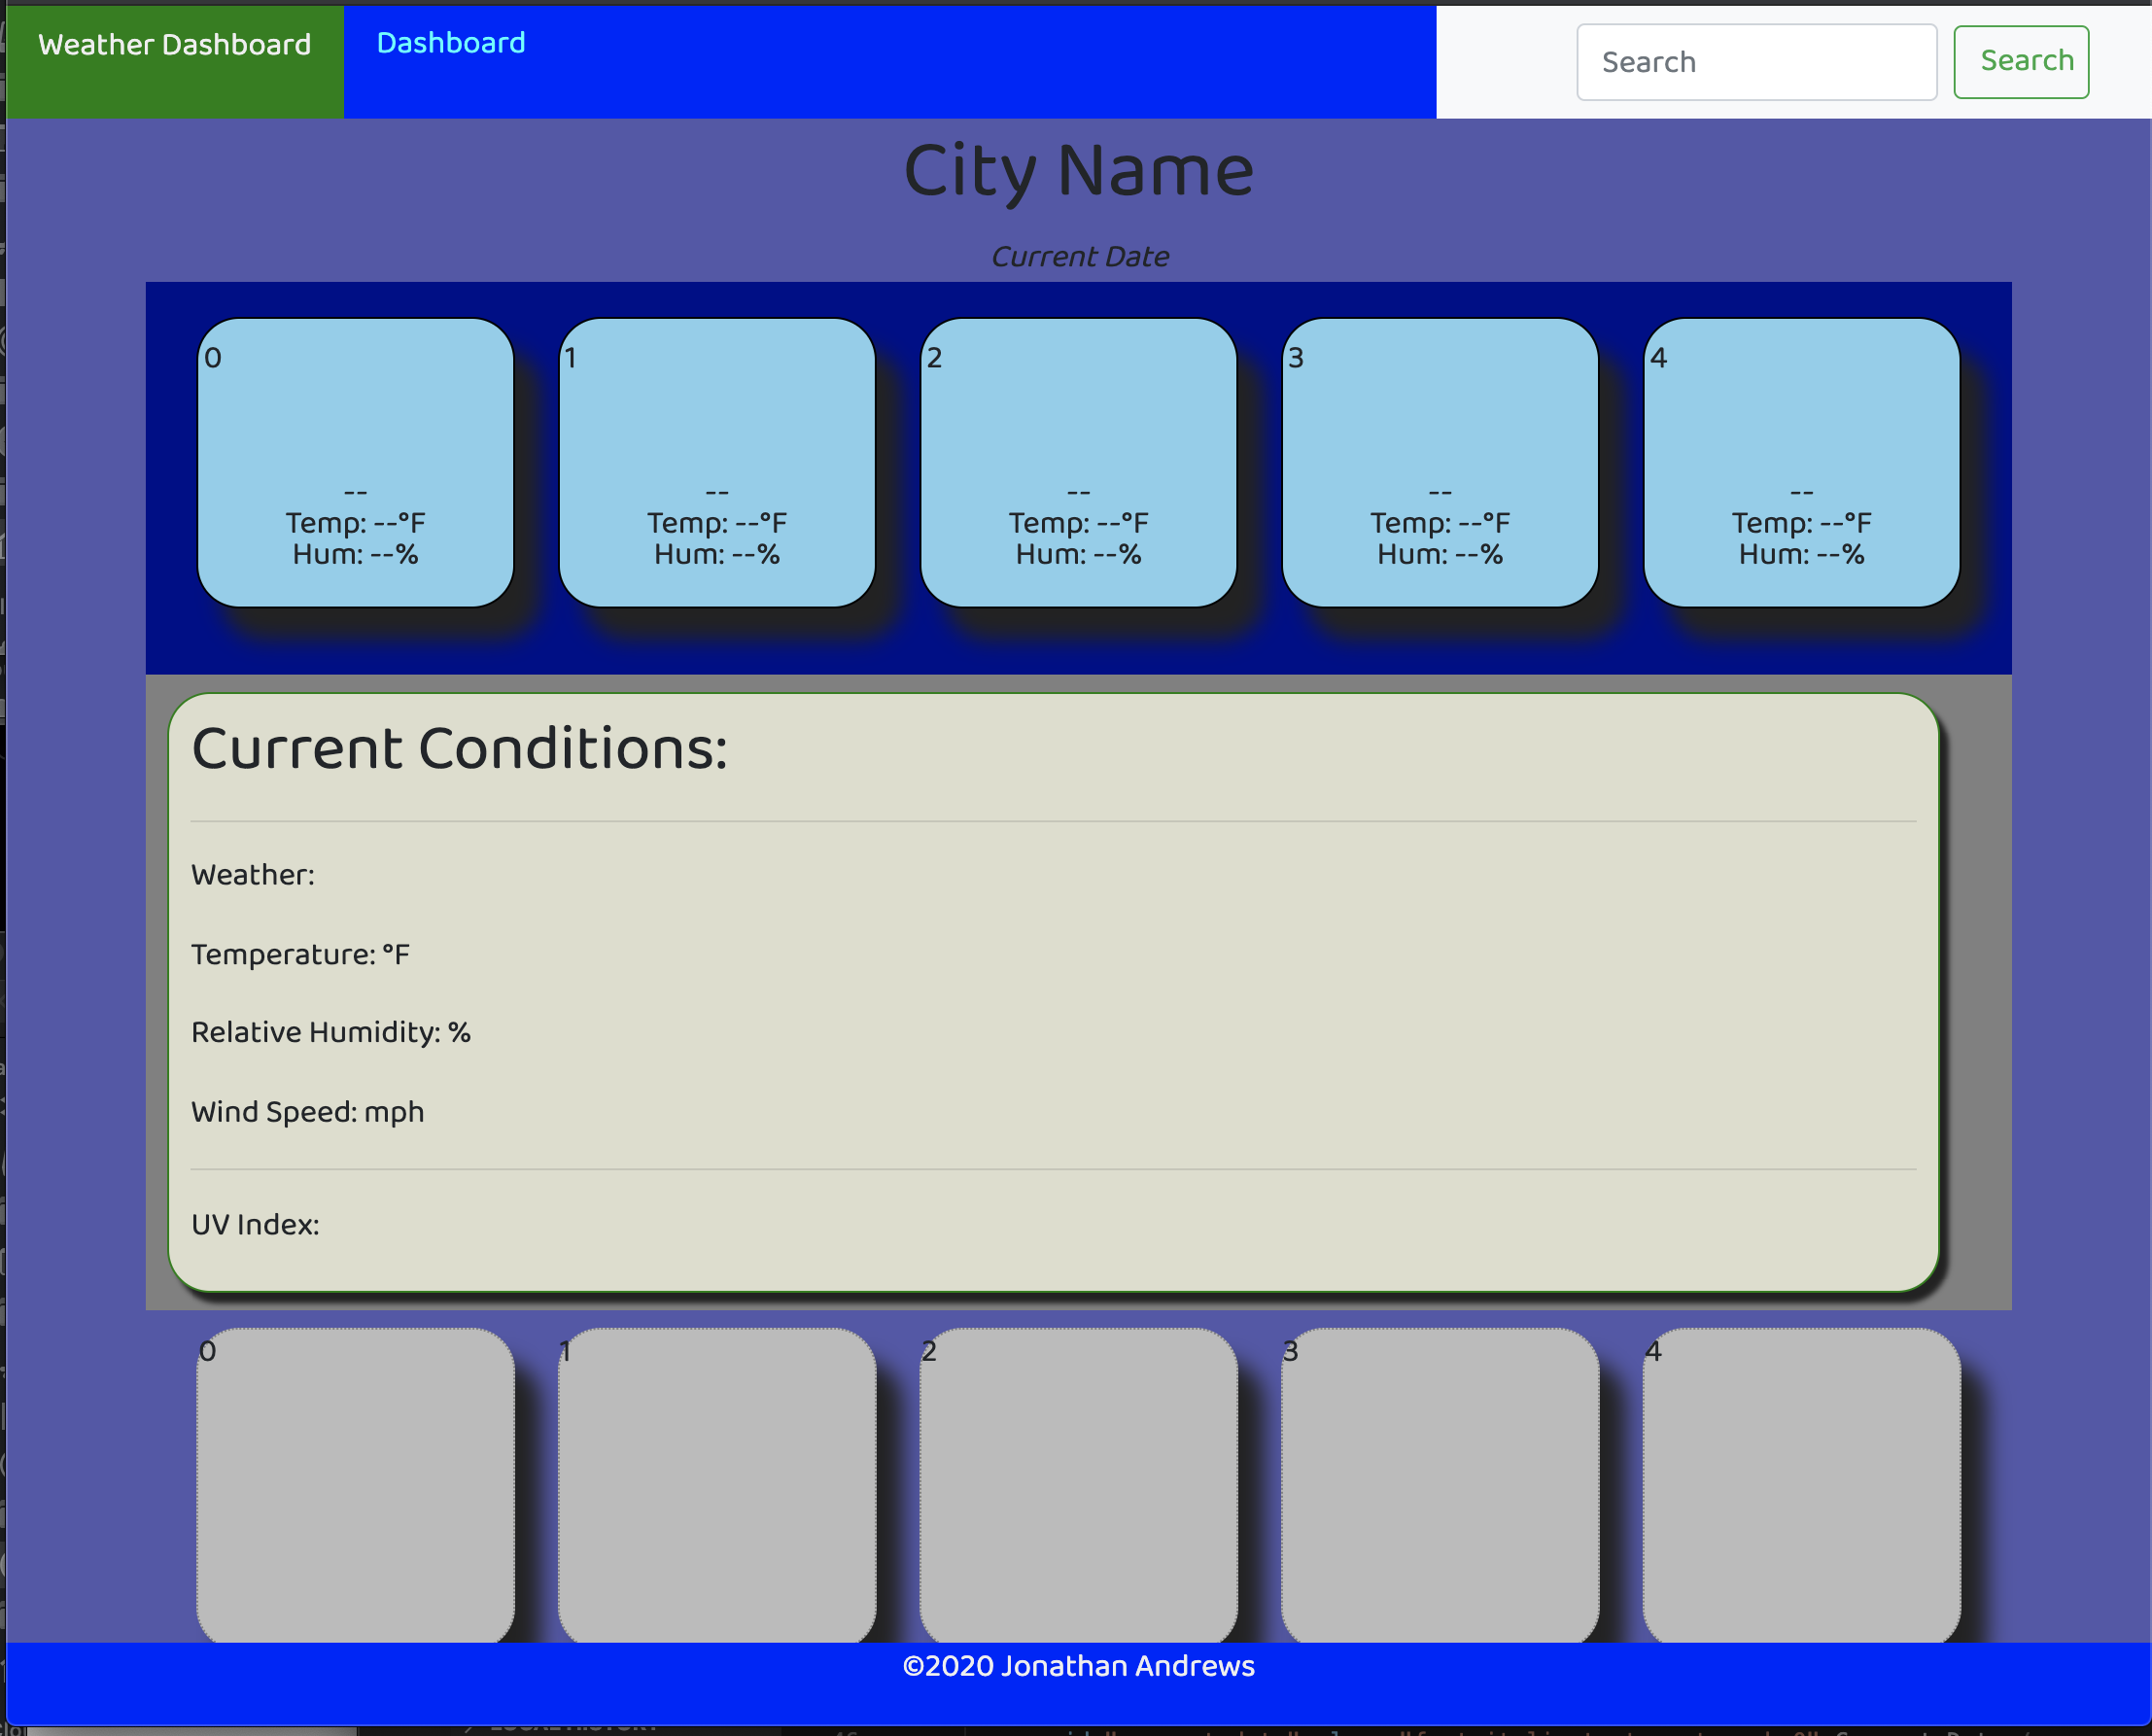 Weather Dashboard
Dashboard
Search
Search
City Name
Current Date
0
1
2
3
4
--
--
--
--
--
Temp: --°F
Temp: --°F
Temp: --°F
Temp: --°F
Temp: --°F
Hum: --%
Hum: --%
Hum: --%
Hum: --%
Hum: --%
Current Conditions:
Weather:
Temperature: °F
Relative Humidity: %
Wind Speed: mph
UV Index:
0
1
2
3
4
©2020 Jonathan Andrews